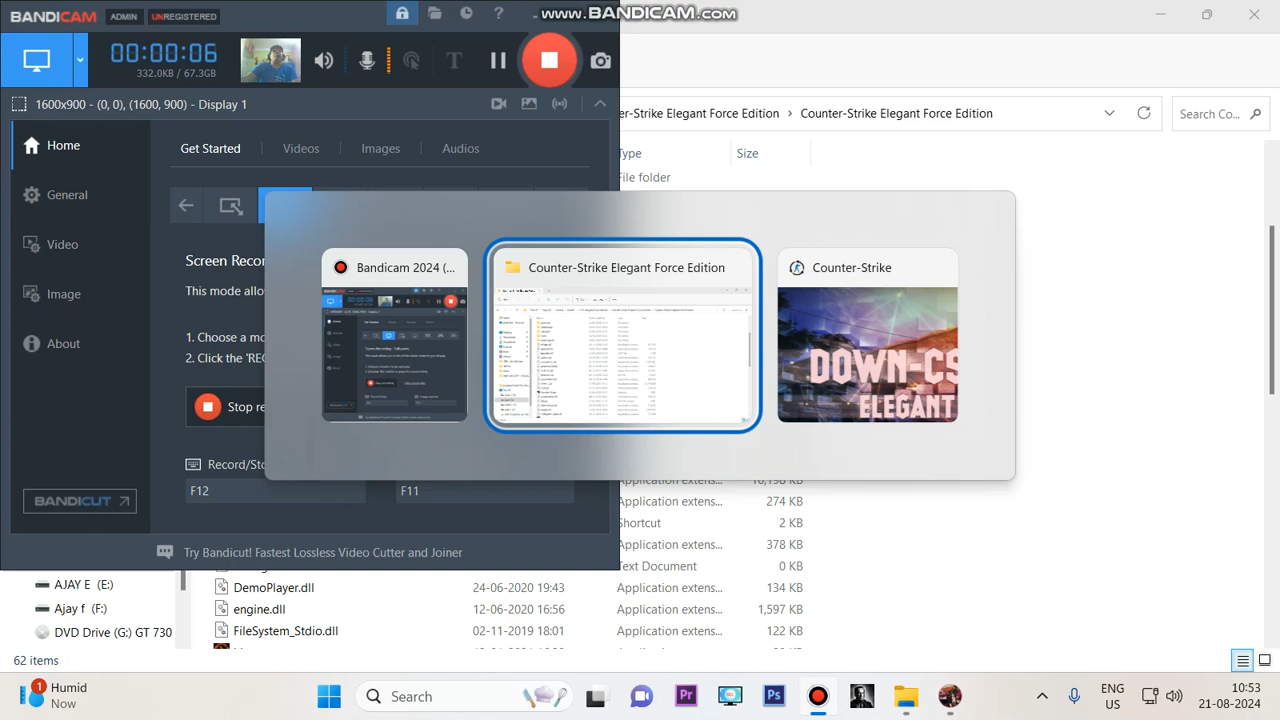 BANDICAM ADMIN UNREGISTERED ? www.BANDICAM.com
00:00:06
332.0KB / 67.3GB
T
1600x900 - (0, 0), (1600, 900) - Display 1
er-Strike Elegant Force Edition > Counter-Strike Elegant Force Edition
Search Co...
Home
Get Started Videos Images Audios
Type Size
File folder
General
Video
Image
About
Screen Recor
This mode allow
Choose mo
2. Click the 'REC
Start re
Record/Sto
F12 F11
BANDICUT
Try Bandicut! Fastest Lossless Video Cutter and Joiner
Bandicam 2024 (...
Counter-Strike Elegant Force Edition
Counter-Strike
ELEGANT
Application extens...
Application extens... 274 KB
Shortcut 2 KB
Application extens... 378 KB
Text Document 0 KB
AJAY E (E:) DemoPlayer.dll 24-06-2020 19:43 Application extens... 134 KB
Ajay f (F:) engine.dll 12-06-2020 16:56 Application extens... 1,597 KB
DVD Drive (G:) GT 730 FileSystem_Stdio.dll 02-11-2019 18:01 Application extens... 122 KB
62 items
1 Humid
Now
Search
Pr Ps
ENG
US
10:53
21-08-2024